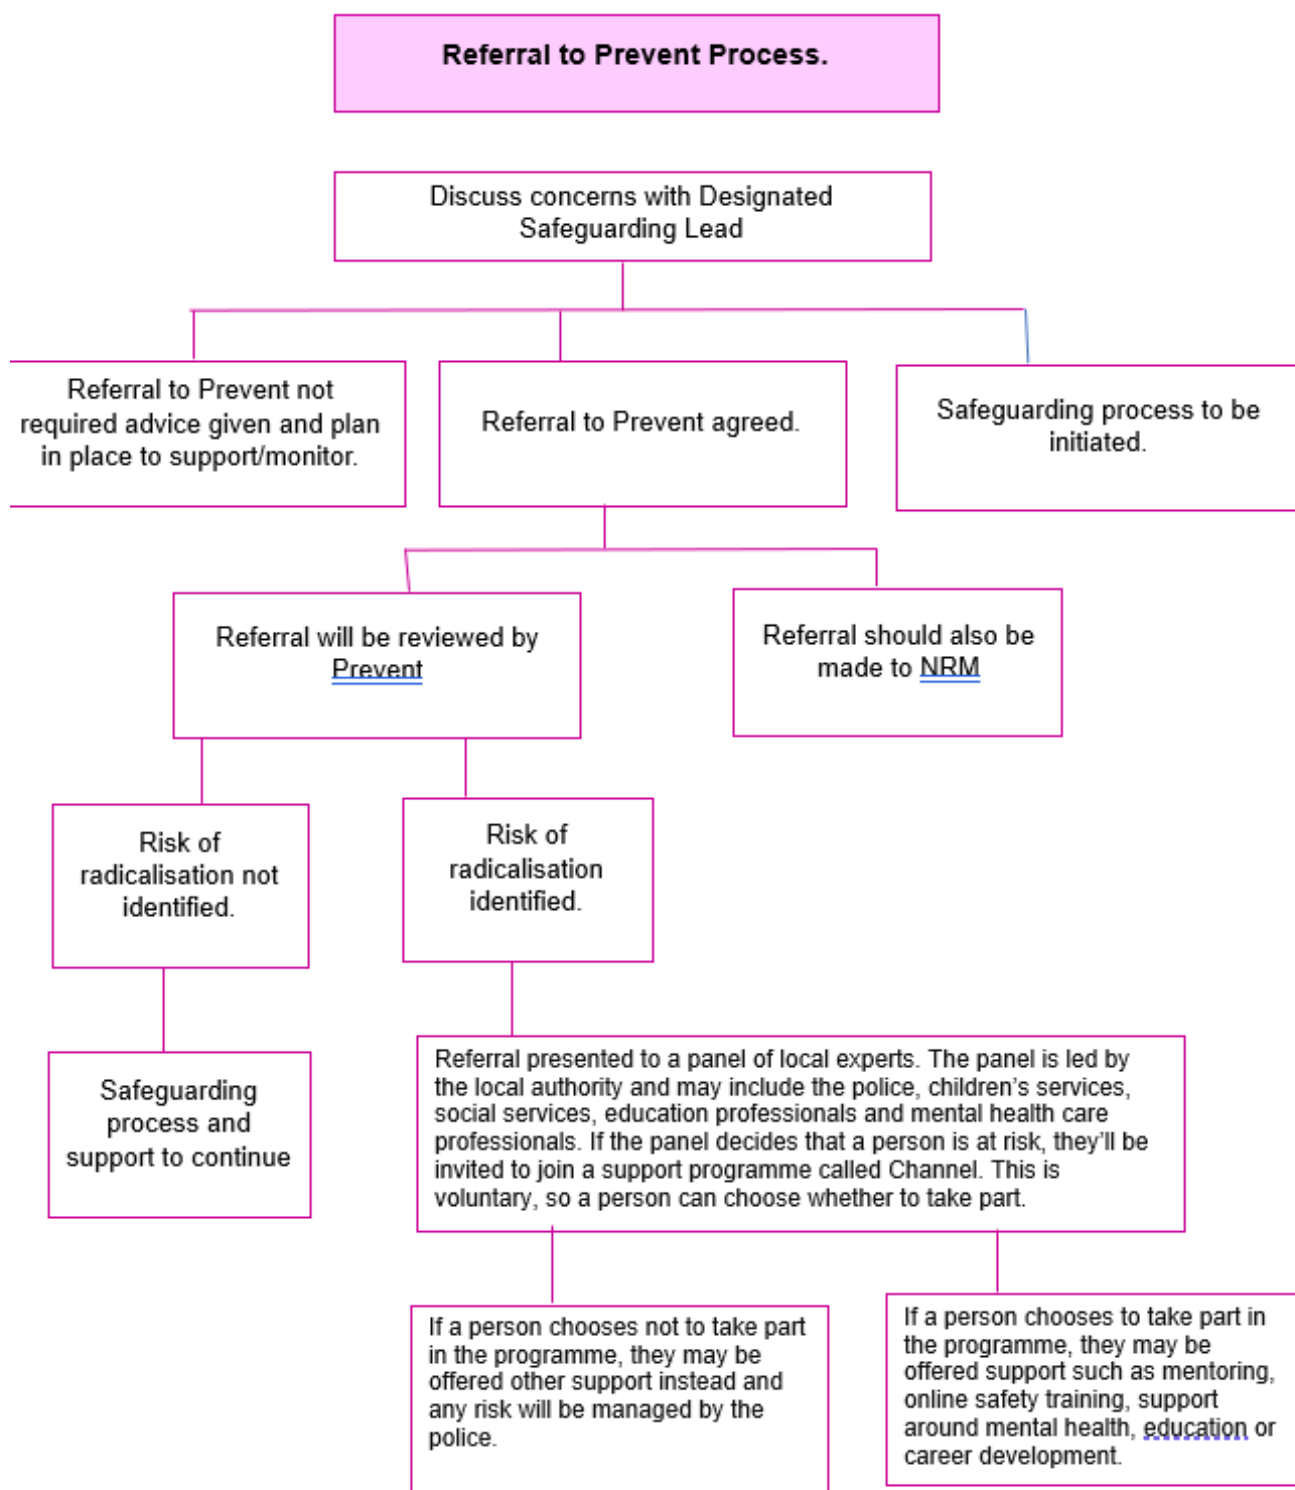 Referral to Prevent Process.
Discuss concerns with Designated
Safeguarding Lead
Referral to Prevent not
required advice given and plan
in place to support/monitor.
Referral to Prevent agreed.
Safeguarding process to be
initiated.
Referral will be reviewed by
Prevent
Referral should also be
made to NRM
Risk of
radicalisation not
identified.
Risk of
radicalisation
identified.
Safeguarding
process and
support to continue
Referral presented to a panel of local experts. The panel is led by
the local authority and may include the police, children’s services,
social services, education professionals and mental health care
professionals. If the panel decides that a person is at risk, they’ll be
invited to join a support programme called Channel. This is
voluntary, so a person can choose whether to take part.
If a person chooses not to take part
in the programme, they may be
offered other support instead and
any risk will be managed by the
police.
If a person chooses to take part in
the programme, they may be
offered support such as mentoring,
online safety training, support
around mental health, education or
career development.